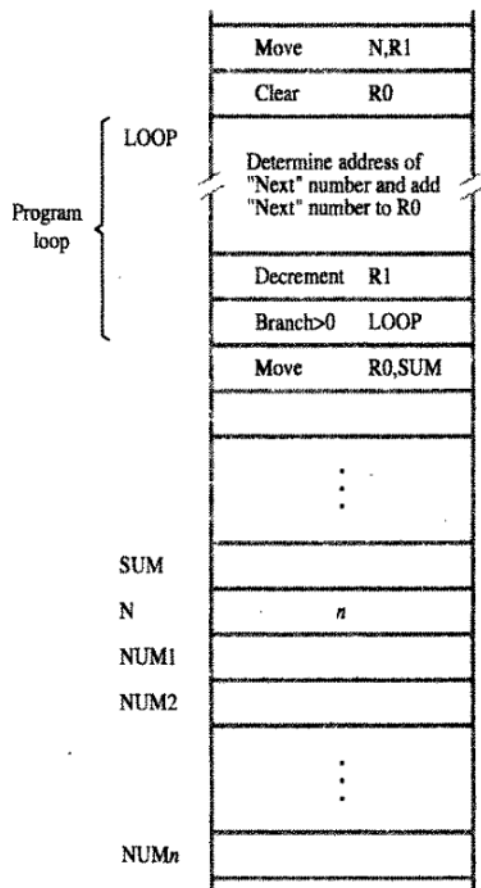 Move N,R1
Clear R0
LOOP
Determine address of
"Next" number and add
"Next" number to R0
Program
loop
Decrement R1
Branch>0 LOOP
Move R0,SUM
SUM
N n
NUM1
NUM2
NUMn